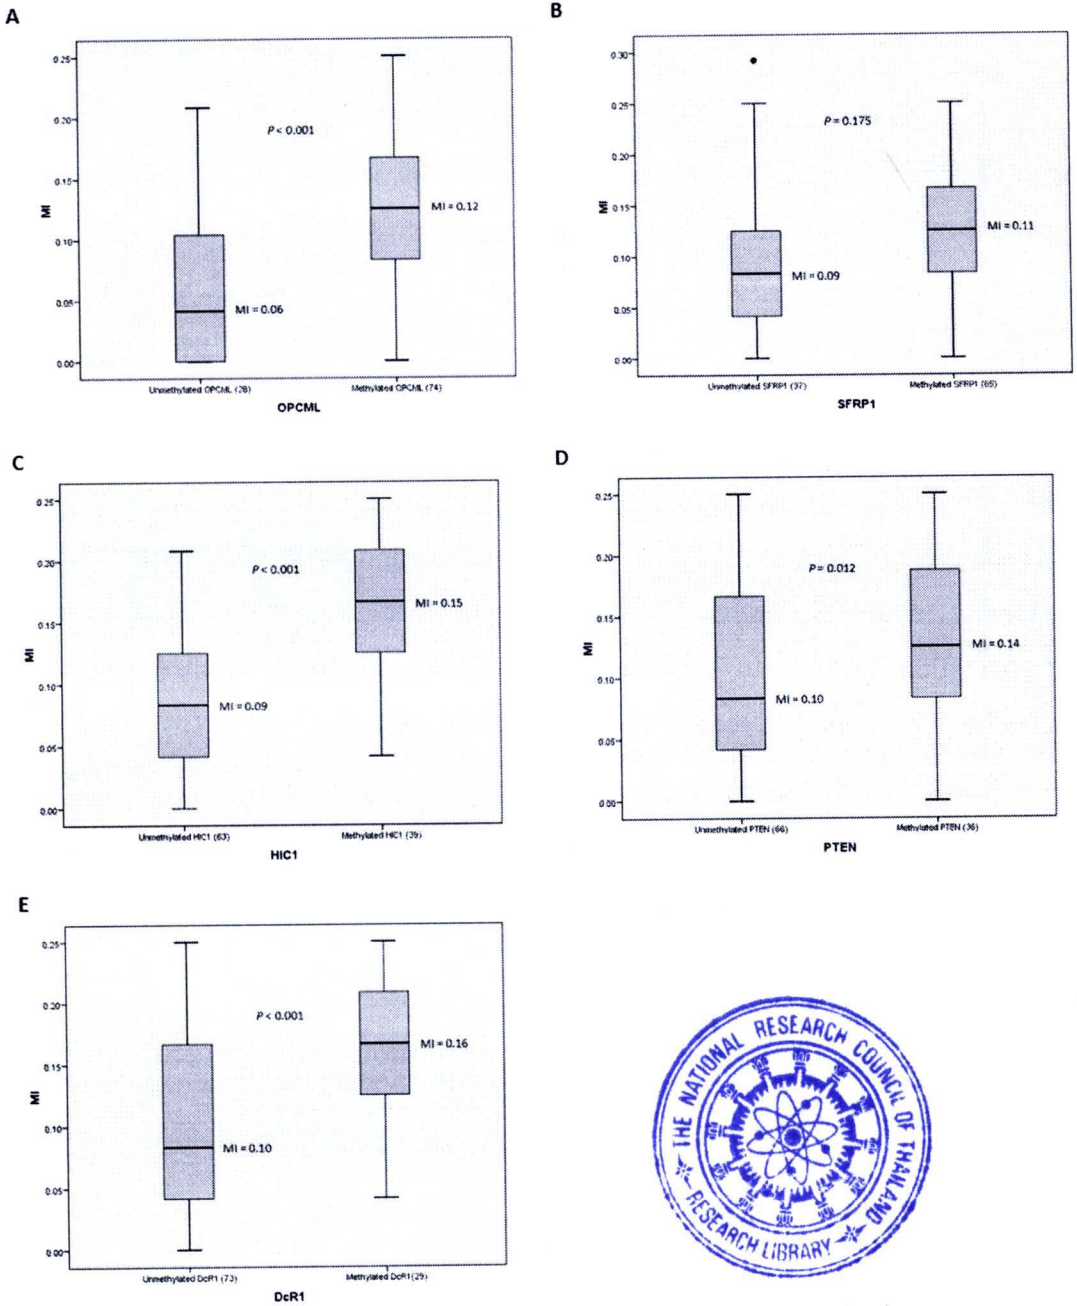 A
0.25
0.20
0.15
0.10
0.05
0.00
MI
P < 0.001
MI = 0.12
MI = 0.06
Unmethylated OPCML (28)
Methylated OPCML (74)
OPCML
B
0.30
0.25
0.20
0.15
0.10
0.05
0.00
MI
P = 0.175
MI = 0.11
MI = 0.09
Unmethylated SFRP1 (37)
Methylated SFRP1 (65)
SFRP1
C
0.25
0.20
0.15
0.10
0.05
0.00
MI
P < 0.001
MI = 0.15
MI = 0.09
Unmethylated HIC1 (63)
Methylated HIC1 (39)
HIC1
D
0.25
0.20
0.15
0.10
0.05
0.00
MI
P = 0.012
MI = 0.14
MI = 0.10
Unmethylated PTEN (66)
Methylated PTEN (36)
PTEN
E
0.25
0.20
0.15
0.10
0.05
0.00
MI
P < 0.001
MI = 0.16
MI = 0.10
Unmethylated DcR1 (73)
Methylated DcR1(29)
DcR1
THE NATIONAL RESEARCH COUNCIL OF THAILAND
RESEARCH LIBRARY